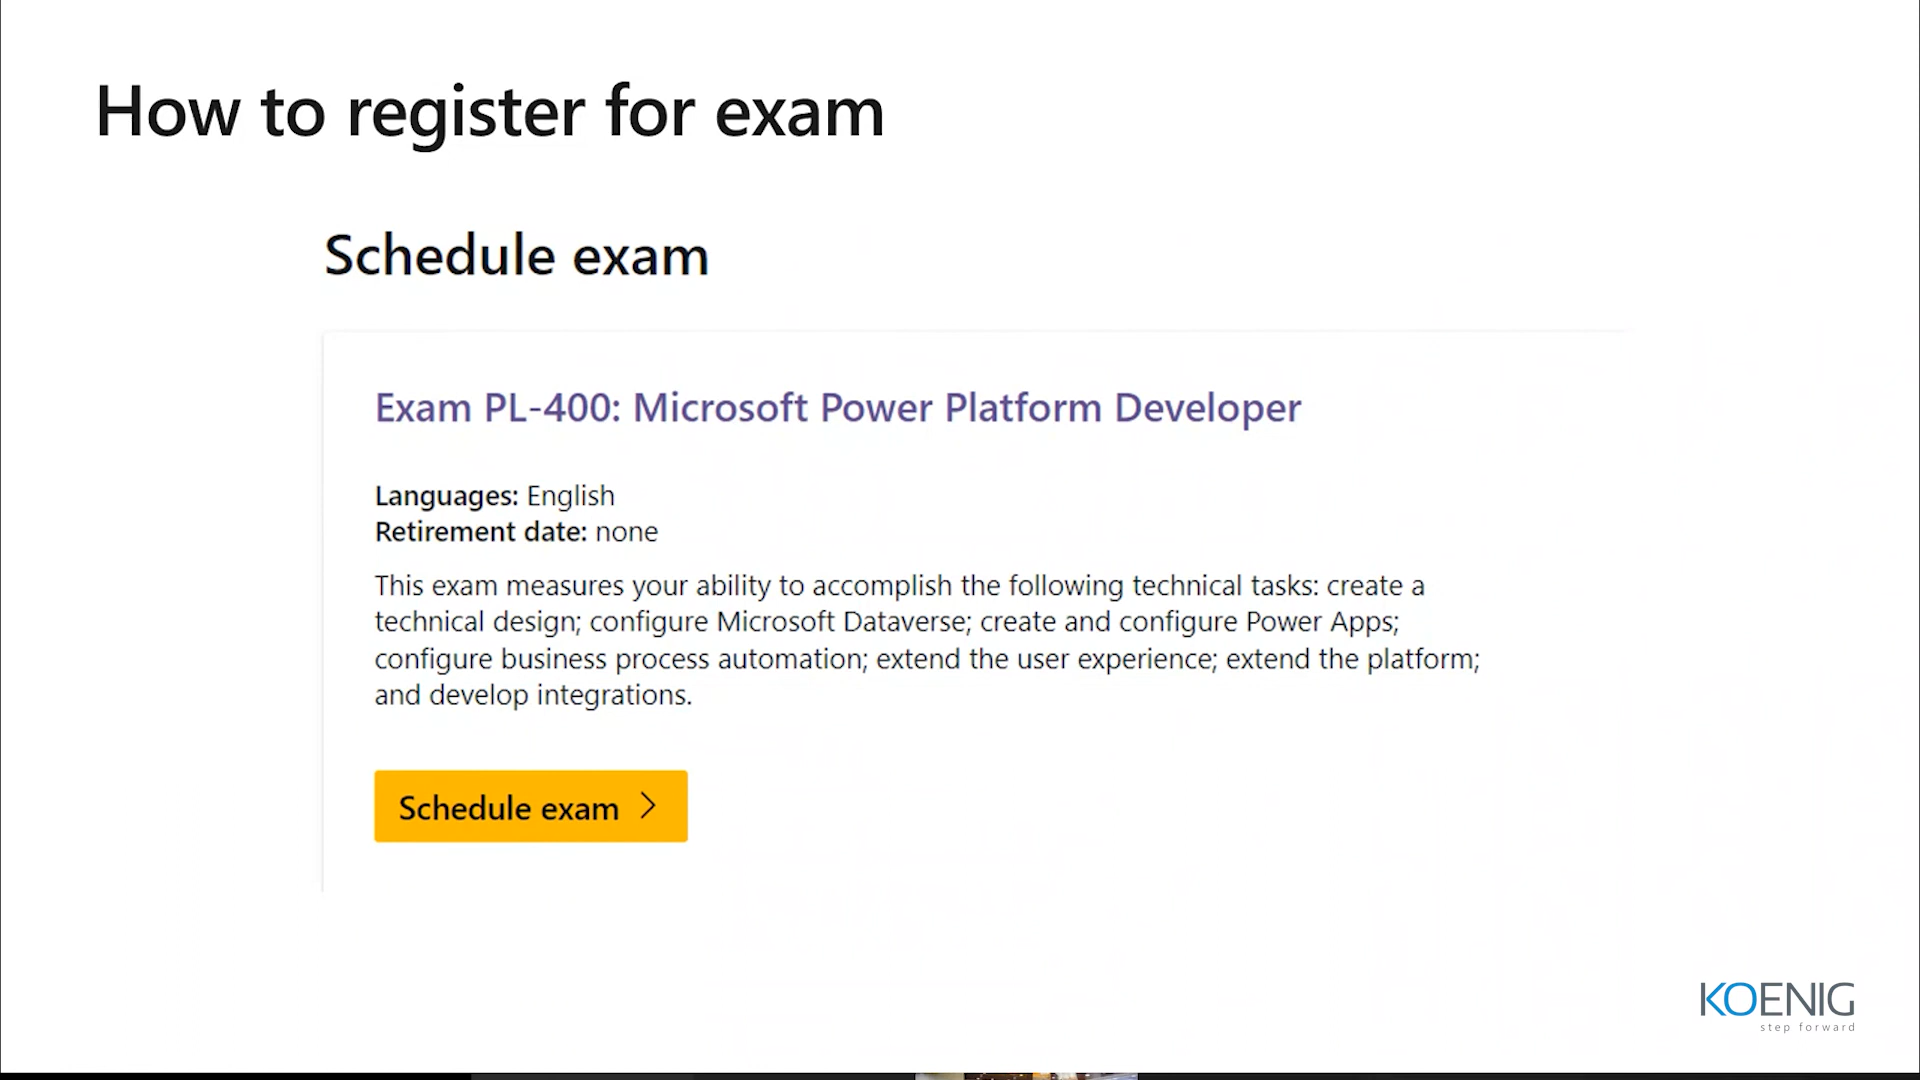 How to register for exam
Schedule exam
Exam PL-400: Microsoft Power Platform Developer
Languages: English
Retirement date: none
This exam measures your ability to accomplish the following technical tasks: create a
technical design; configure Microsoft Dataverse; create and configure Power Apps;
configure business process automation; extend the user experience; extend the platform;
and develop integrations.
Schedule exam
KOENIG
step forward